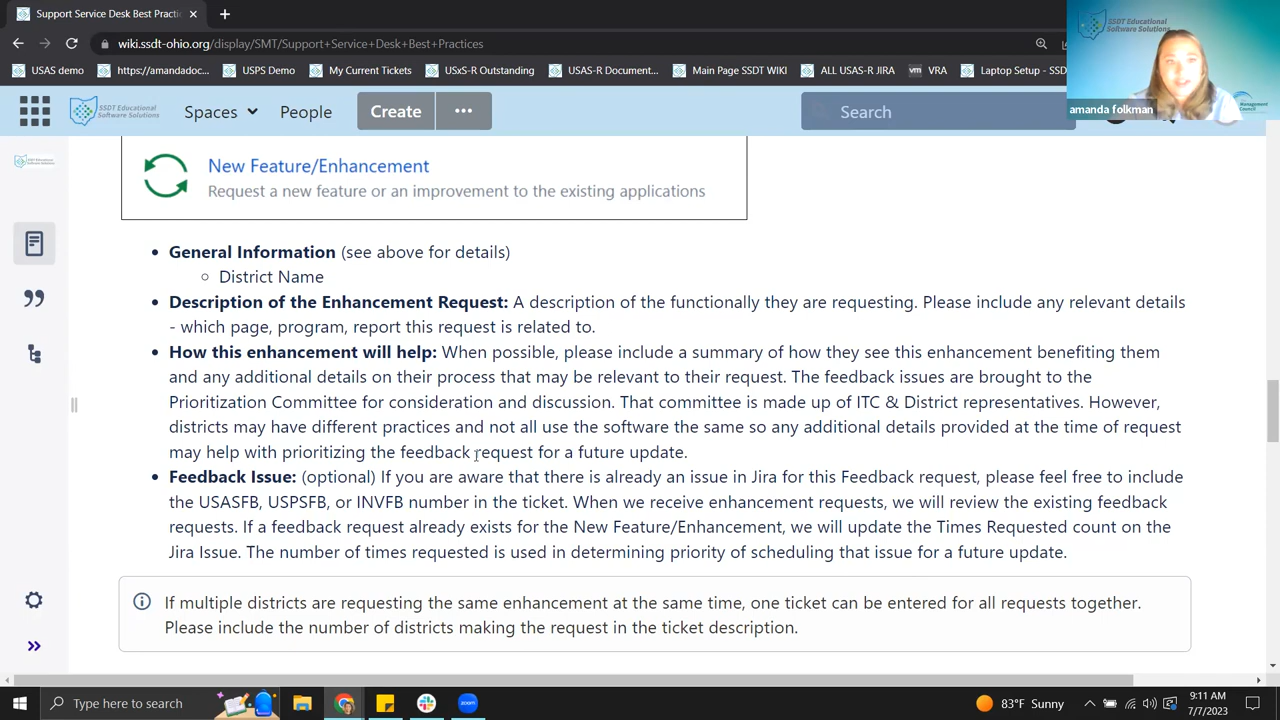 Support Service Desk Best Practices
wiki.ssdt-ohio.org/display/SMT/Support+Service+Desk+Best+Practices
USAS demo
https://amandadoc...
USPS Demo
My Current Tickets
USxS-R Outstanding
USAS-R Document...
Main Page SSDT WIKI
ALL USAS-R JIRA
vm VRA
Laptop Setup - SSD
SSDT Educational
Software Solutions
amanda folkman
Management
Council
SSDT Educational
Software Solutions
Spaces
People
Create
Search
New Feature/Enhancement
Request a new feature or an improvement to the existing applications
• General Information (see above for details)
○ District Name
• Description of the Enhancement Request: A description of the functionally they are requesting. Please include any relevant details
- which page, program, report this request is related to.
• How this enhancement will help: When possible, please include a summary of how they see this enhancement benefiting them
and any additional details on their process that may be relevant to their request. The feedback issues are brought to the
Prioritization Committee for consideration and discussion. That committee is made up of ITC & District representatives. However,
districts may have different practices and not all use the software the same so any additional details provided at the time of request
may help with prioritizing the feedback request for a future update.
• Feedback Issue: (optional) If you are aware that there is already an issue in Jira for this Feedback request, please feel free to include
the USASFB, USPSFB, or INVFB number in the ticket. When we receive enhancement requests, we will review the existing feedback
requests. If a feedback request already exists for the New Feature/Enhancement, we will update the Times Requested count on the
Jira Issue. The number of times requested is used in determining priority of scheduling that issue for a future update.
If multiple districts are requesting the same enhancement at the same time, one ticket can be entered for all requests together.
Please include the number of districts making the request in the ticket description.
Type here to search
zoom
83°F Sunny
9:11 AM
7/7/2023